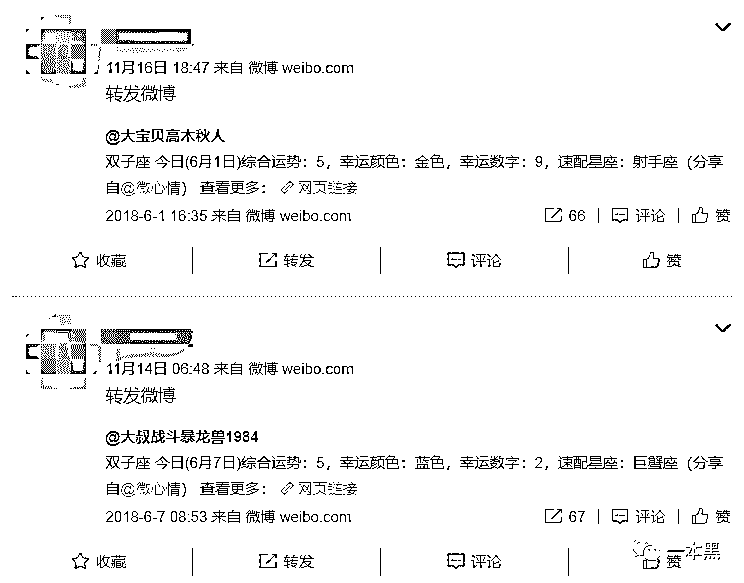 11月16日 18:47 来自 微博 weibo.com
转发微博
@大宝贝高木秋人
双子座 今日(6月1日)综合运势：5，幸运颜色：金色，幸运数字：9，速配星座：射手座 (分享
自@微心情) 查看更多： 网页链接
2018-6-1 16:35 来自 微博 weibo.com 66 | 评论 | 赞
收藏 转发 评论 赞
11月14日 06:48 来自 微博 weibo.com
转发微博
@大叔战斗暴龙兽1984
双子座 今日(6月7日)综合运势：5，幸运颜色：蓝色，幸运数字：2，速配星座：巨蟹座 (分享
自@微心情) 查看更多： 网页链接
2018-6-7 08:53 来自 微博 weibo.com 67 | 评论 | 赞
收藏 转发 评论 赞
一本黑